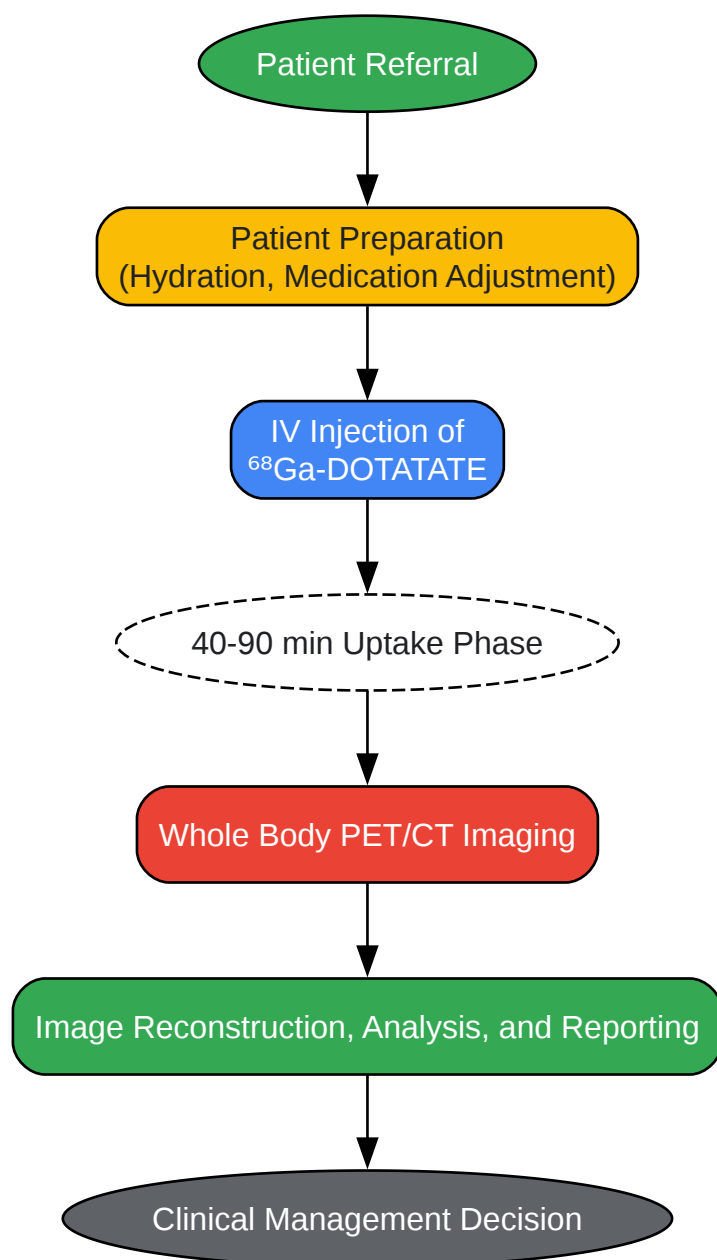 Patient Referral
Patient Preparation
(Hydration, Medication Adjustment)
IV Injection of
⁶⁸Ga-DOTATATE
40-90 min Uptake Phase
Whole Body PET/CT Imaging
Image Reconstruction, Analysis, and Reporting
Clinical Management Decision